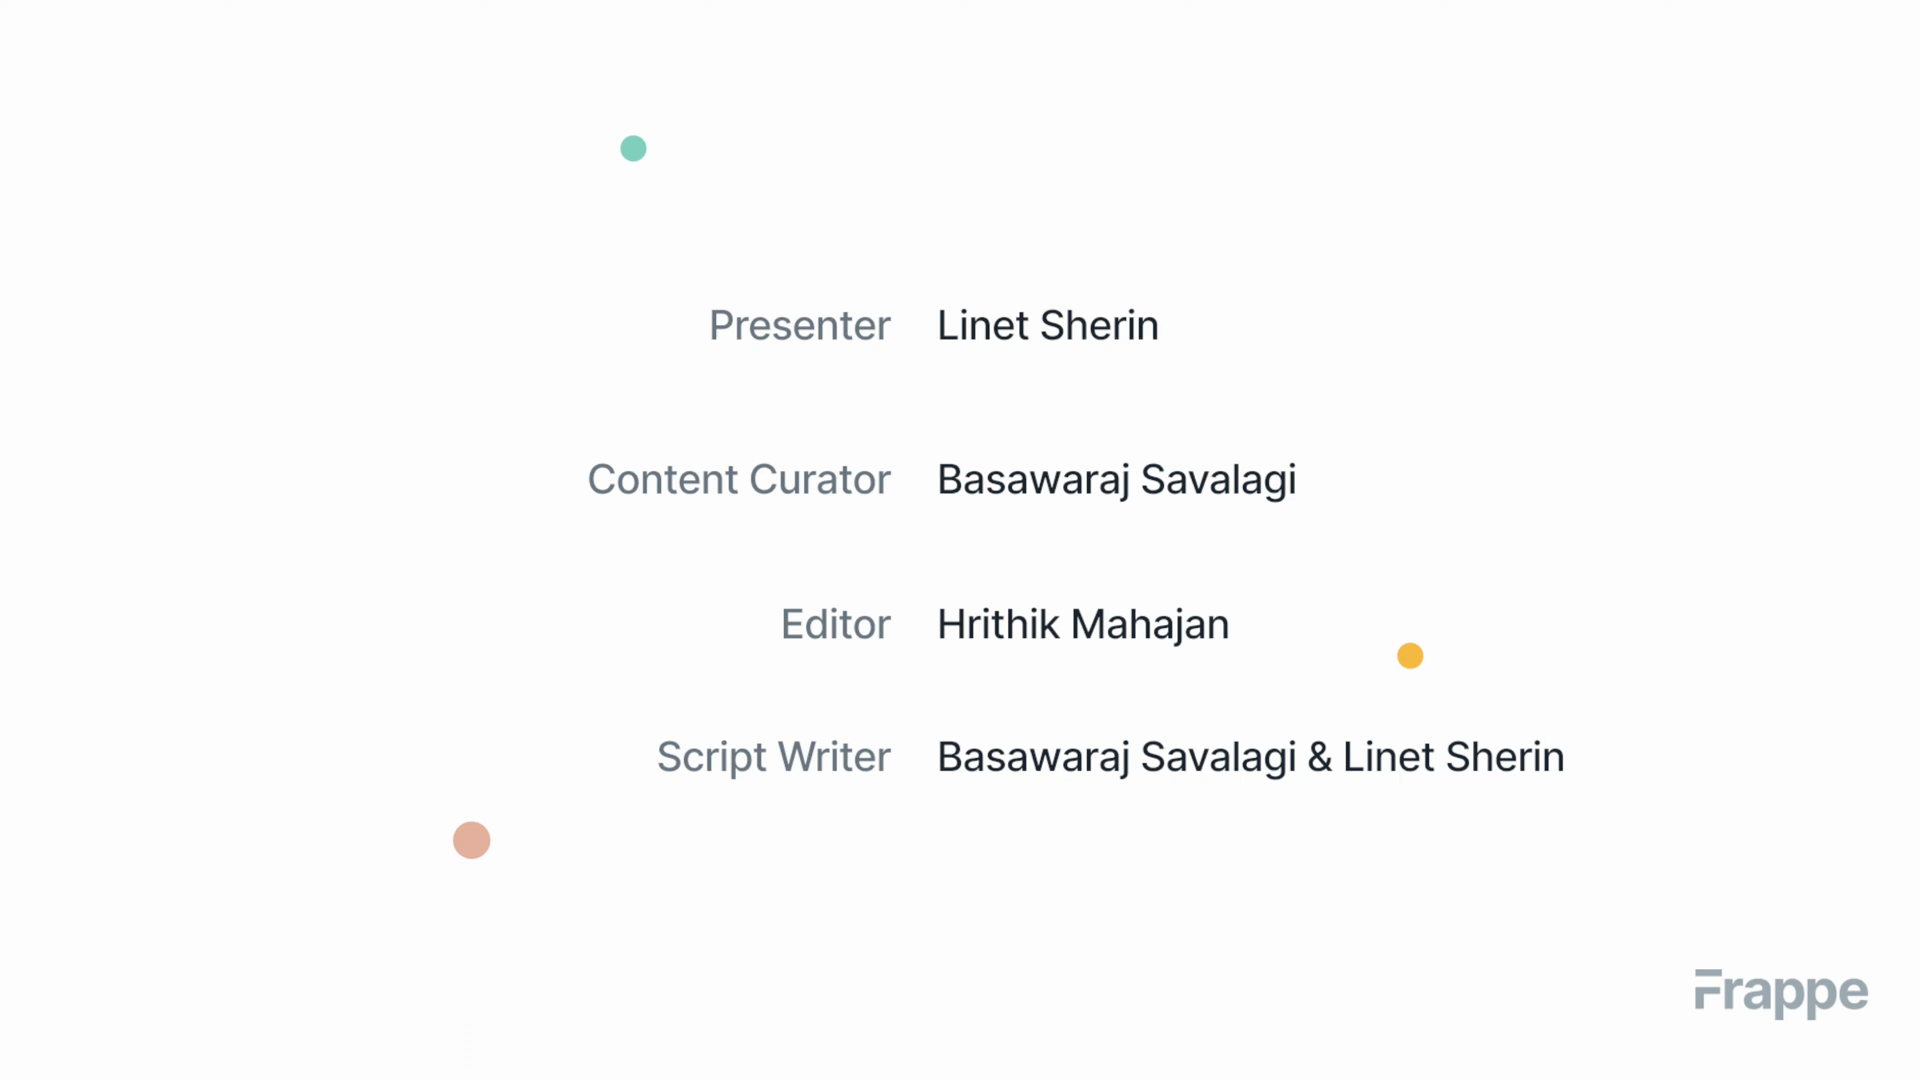 Presenter Linet Sherin
Content Curator Basawaraj Savalagi
Editor Hrithik Mahajan
Script Writer Basawaraj Savalagi & Linet Sherin
Frappe